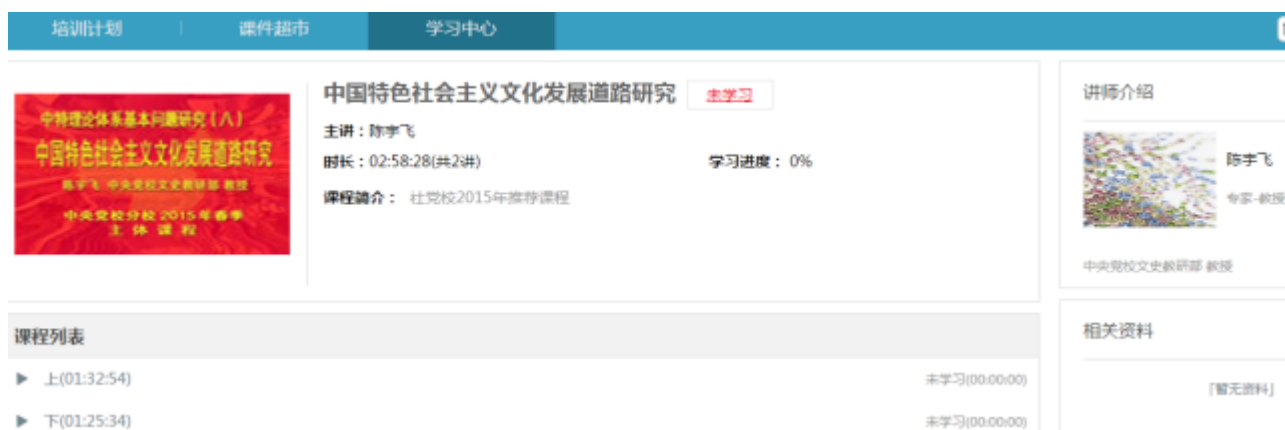 培训计划
课件超市
学习中心
中特理论体系基本问题研究(八)
中国特色社会主义文化发展道路研究
陈宇飞 中央党校文史教研部 教授
中央党校分校 2015年春季
主体课程
中国特色社会主义文化发展道路研究 未学习
主讲：陈宇飞
时长：02:58:28(共2讲) 学习进度：0%
课程简介： 社党校2015年推荐课程
讲师介绍
陈宇飞
专家-教授
中央党校文史教研部 教授
课程列表
上(01:32:54) 未学习(00:00:00)
下(01:25:34) 未学习(00:00:00)
相关资料
「暂无资料」